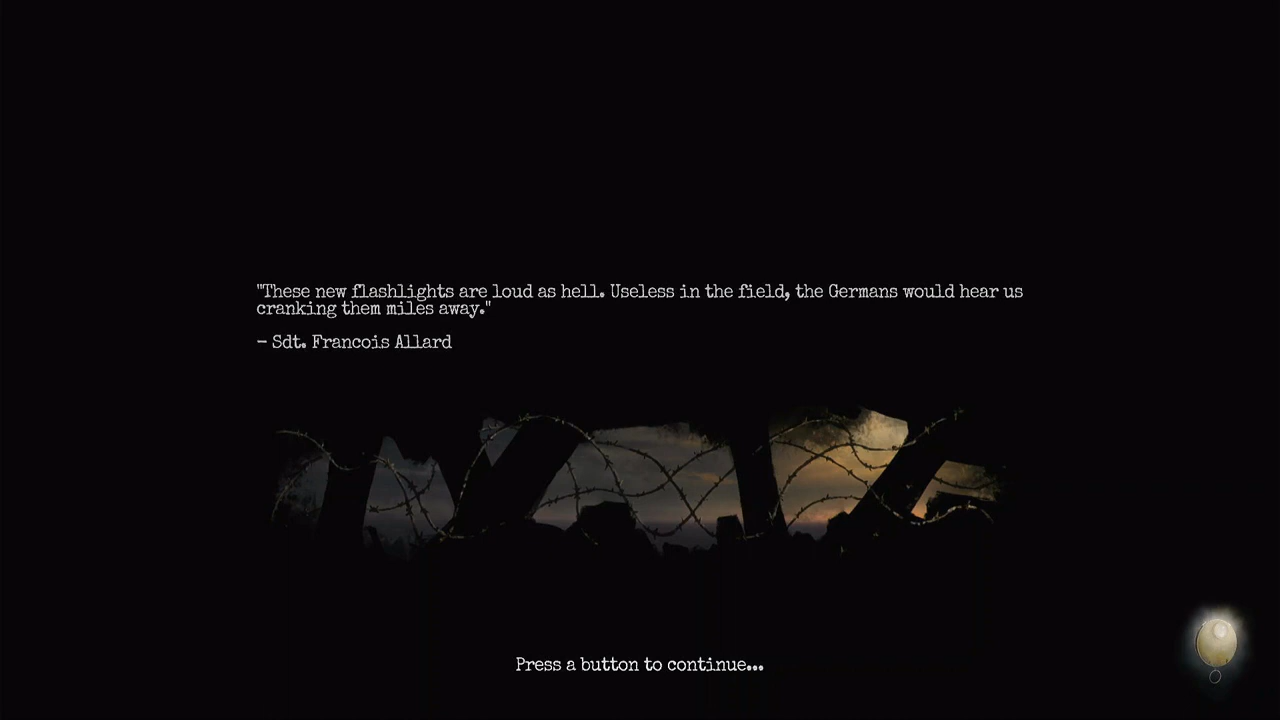 "These new flashlights are loud as hell. Useless in the field, the Germans would hear us
cranking them miles away."
- Sdt. Francois Allard
Press a button to continue...